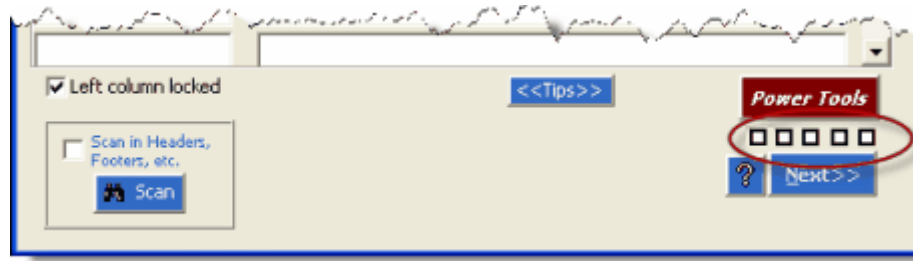 Left column locked
<<Tips>>
Power Tools
Scan in Headers,
Footers, etc.
Scan
?
Next>>